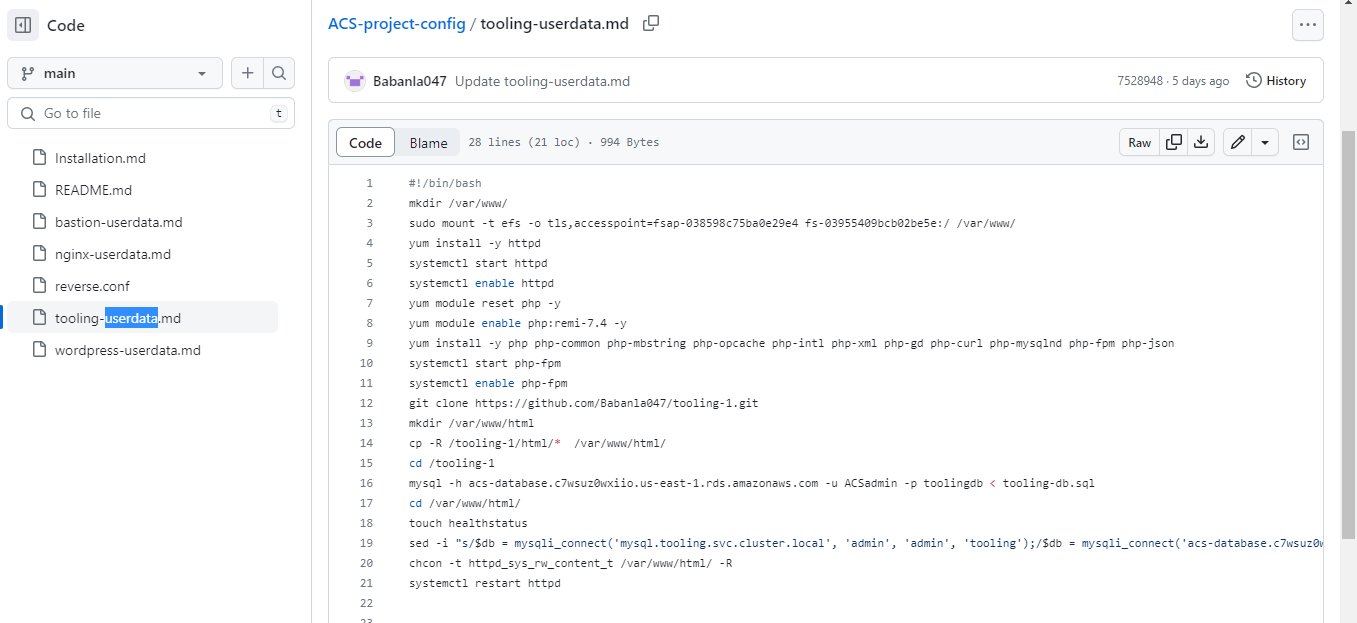 Code
main
Go to file
t
Installation.md
README.md
bastion-userdata.md
nginx-userdata.md
reverse.conf
tooling-userdata.md
wordpress-userdata.md
ACS-project-config / tooling-userdata.md
Babanla047 Update tooling-userdata.md
7528948 · 5 days ago
History
Code
Blame
28 lines (21 loc) · 994 Bytes
Raw
1 #!/bin/bash
2 mkdir /var/www/
3 sudo mount -t efs -o tls,accesspoint=fsap-038598c75ba0e29e4 fs-03955409bcb02be5e:/ /var/www/
4 yum install -y httpd
5 systemctl start httpd
6 systemctl enable httpd
7 yum module reset php -y
8 yum module enable php:remi-7.4 -y
9 yum install -y php php-common php-mbstring php-opcache php-intl php-xml php-gd php-curl php-mysqlnd php-fpm php-json
10 systemctl start php-fpm
11 systemctl enable php-fpm
12 git clone https://github.com/Babanla047/tooling-1.git
13 mkdir /var/www/html
14 cp -R /tooling-1/html/*  /var/www/html/
15 cd /tooling-1
16 mysql -h acs-database.c7wsuz0wxiio.us-east-1.rds.amazonaws.com -u ACSadmin -p toolingdb < tooling-db.sql
17 cd /var/www/html/
18 touch healthstatus
19 sed -i "s/$db = mysqli_connect('mysql.tooling.svc.cluster.local', 'admin', 'admin', 'tooling');/$db = mysqli_connect('acs-database.c7wsuz0w
20 chcon -t httpd_sys_rw_content_t /var/www/html/ -R
21 systemctl restart httpd
22
23